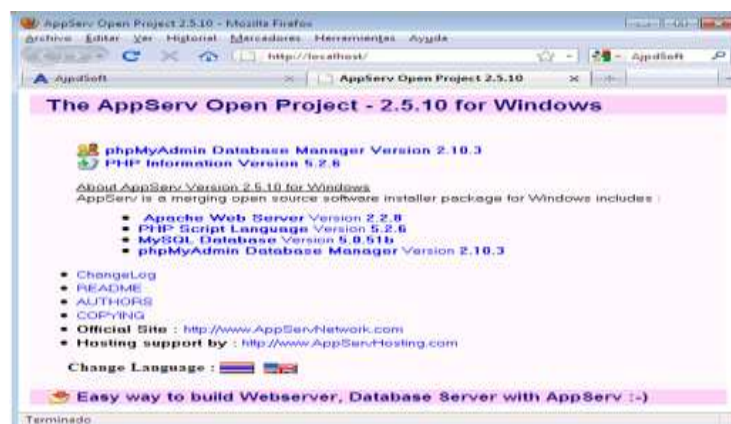 AppServ Open Project 2.5.10 - Mozilla Firefox
Archivo Editar Ver Historial Marcadores Herramientas Ayuda
http://localhost/
AjpdSoft
AjpdSoft
AppServ Open Project 2.5.10
The AppServ Open Project - 2.5.10 for Windows
phpMyAdmin Database Manager Version 2.10.3
PHP Information Version 5.2.6
About AppServ Version 2.5.10 for Windows
AppServ is a merging open source software installer package for Windows includes :
Apache Web Server Version 2.2.8
PHP Script Language Version 5.2.6
MySQL Database Version 5.0.51b
phpMyAdmin Database Manager Version 2.10.3
ChangeLog
README
AUTHORS
COPYING
Official Site : http://www.AppServNetwork.com
Hosting support by : http://www.AppServHosting.com
Change Language :
Easy way to build Webserver, Database Server with AppServ :-)
Terminado